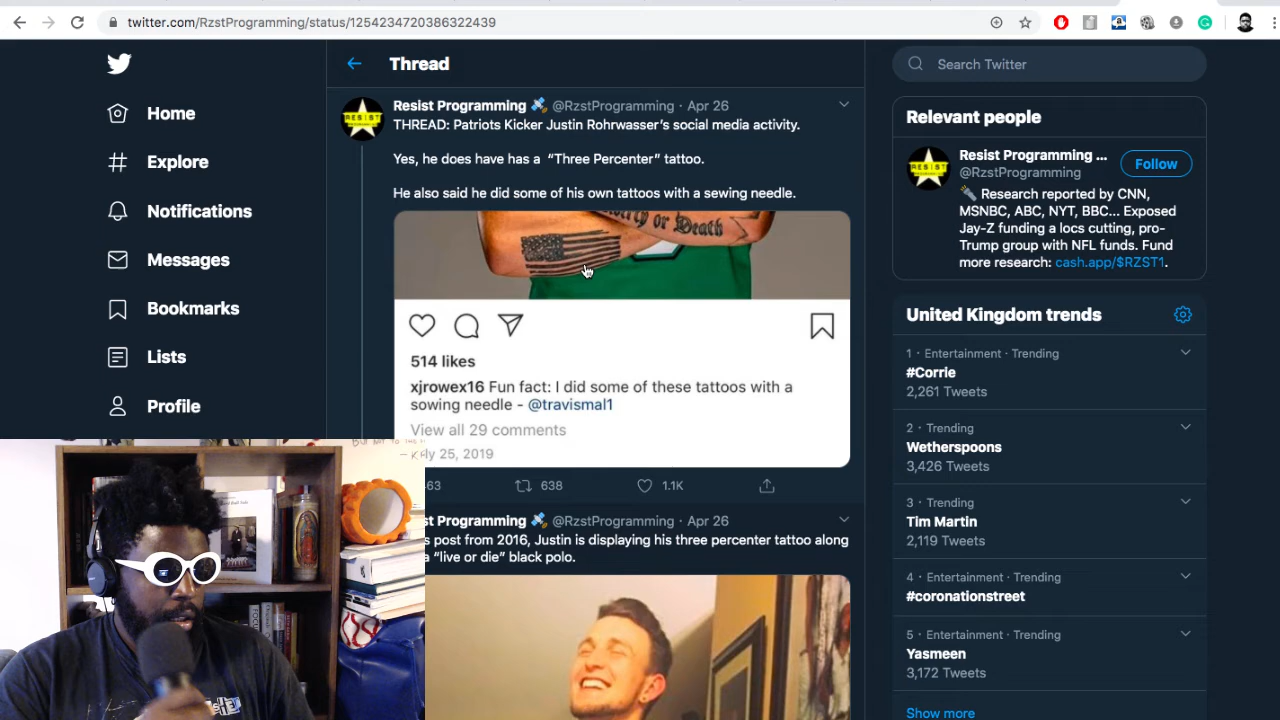 twitter.com/RzstProgramming/status/1254234720386322439
Thread
Search Twitter
Home
Explore
Notifications
Messages
Bookmarks
Lists
Profile
Resist Programming @RzstProgramming · Apr 26
THREAD: Patriots Kicker Justin Rohrwasser's social media activity.
Yes, he does have has a “Three Percenter” tattoo.
He also said he did some of his own tattoos with a sewing needle.
RESIST
or Death
514 likes
xjrowex16 Fun fact: I did some of these tattoos with a
sowing needle - @travismal1
View all 29 comments
ly 25, 2019
63
638
1.1K
st Programming @RzstProgramming · Apr 26
s post from 2016, Justin is displaying his three percenter tattoo along
a “live or die” black polo.
Relevant people
RESIST
Resist Programming ...
@RzstProgramming
Follow
Research reported by CNN,
MSNBC, ABC, NYT, BBC... Exposed
Jay-Z funding a locs cutting, pro-
Trump group with NFL funds. Fund
more research: cash.app/$RZST1.
United Kingdom trends
1 · Entertainment · Trending
#Corrie
2,261 Tweets
2 · Trending
Wetherspoons
3,426 Tweets
3 · Trending
Tim Martin
2,119 Tweets
4 · Entertainment · Trending
#coronationstreet
5 · Entertainment · Trending
Yasmeen
3,172 Tweets
Show more